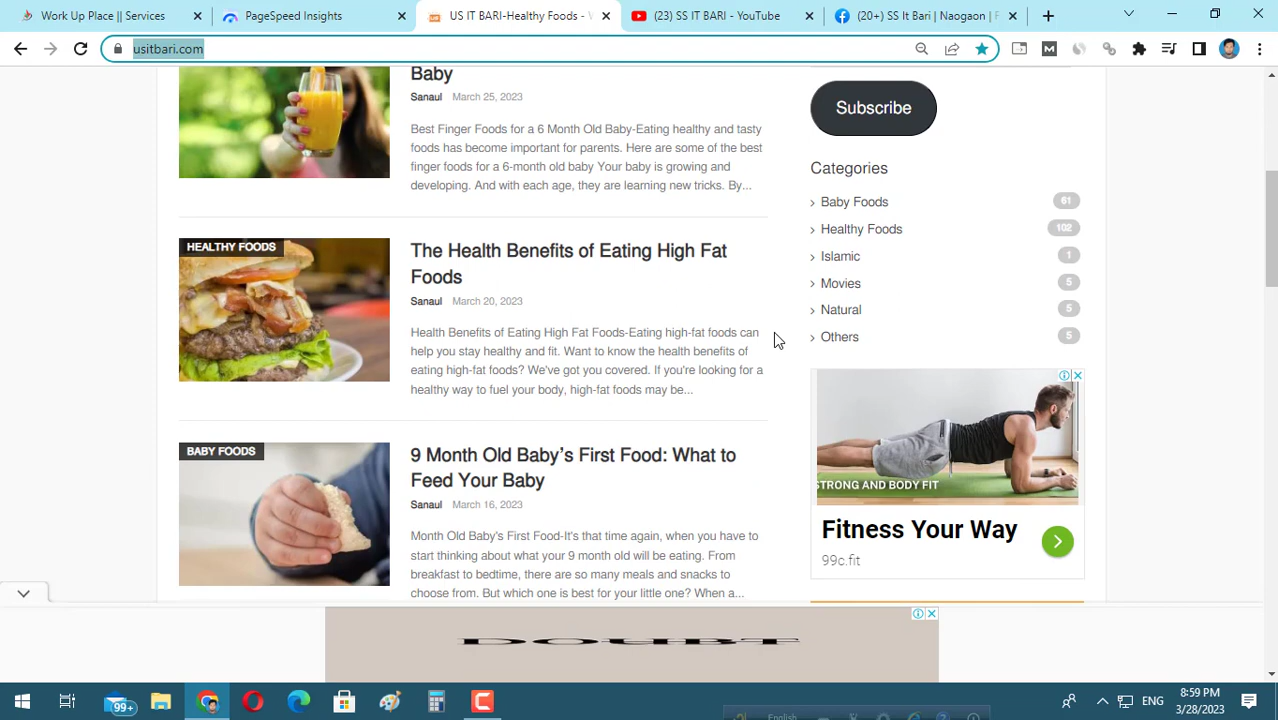 Work Up Place || Services
PageSpeed Insights
US IT BARI-Healthy Foods -
(23) SS IT BARI - YouTube
(20+) SS It Bari | Naogaon | F
usitbari.com
Baby
Sanaul March 25, 2023
Best Finger Foods for a 6 Month Old Baby-Eating healthy and tasty
foods has become important for parents. Here are some of the best
finger foods for a 6-month old baby Your baby is growing and
developing. And with each age, they are learning new tricks. By...
HEALTHY FOODS
The Health Benefits of Eating High Fat
Foods
Sanaul March 20, 2023
Health Benefits of Eating High Fat Foods-Eating high-fat foods can
help you stay healthy and fit. Want to know the health benefits of
eating high-fat foods? We've got you covered. If you're looking for a
healthy way to fuel your body, high-fat foods may be...
BABY FOODS
9 Month Old Baby's First Food: What to
Feed Your Baby
Sanaul March 16, 2023
Month Old Baby's First Food-It's that time again, when you have to
start thinking about what your 9 month old will be eating. From
breakfast to bedtime, there are so many meals and snacks to
choose from. But which one is best for your little one? When a...
Subscribe
Categories
Baby Foods 61
Healthy Foods 102
Islamic 1
Movies 5
Natural 5
Others 5
STRONG AND BODY FIT
Fitness Your Way
99c.fit
DOUBT
99+
English
ENG
8:59 PM
3/28/2023